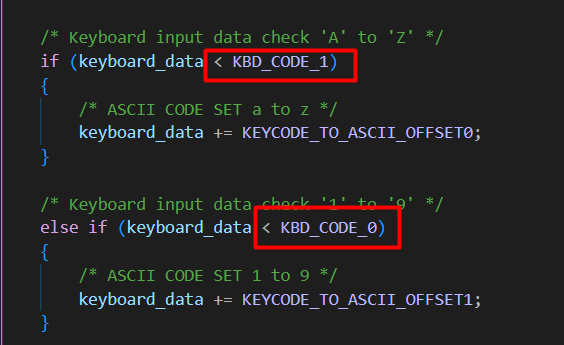 /* Keyboard input data check 'A' to 'Z' */
if (keyboard_data < KBD_CODE_1)
{
/* ASCII CODE SET a to z */
keyboard_data += KEYCODE_TO_ASCII_OFFSET0;
}
/* Keyboard input data check '1' to '9' */
else if (keyboard_data < KBD_CODE_0)
{
/* ASCII CODE SET 1 to 9 */
keyboard_data += KEYCODE_TO_ASCII_OFFSET1;
}